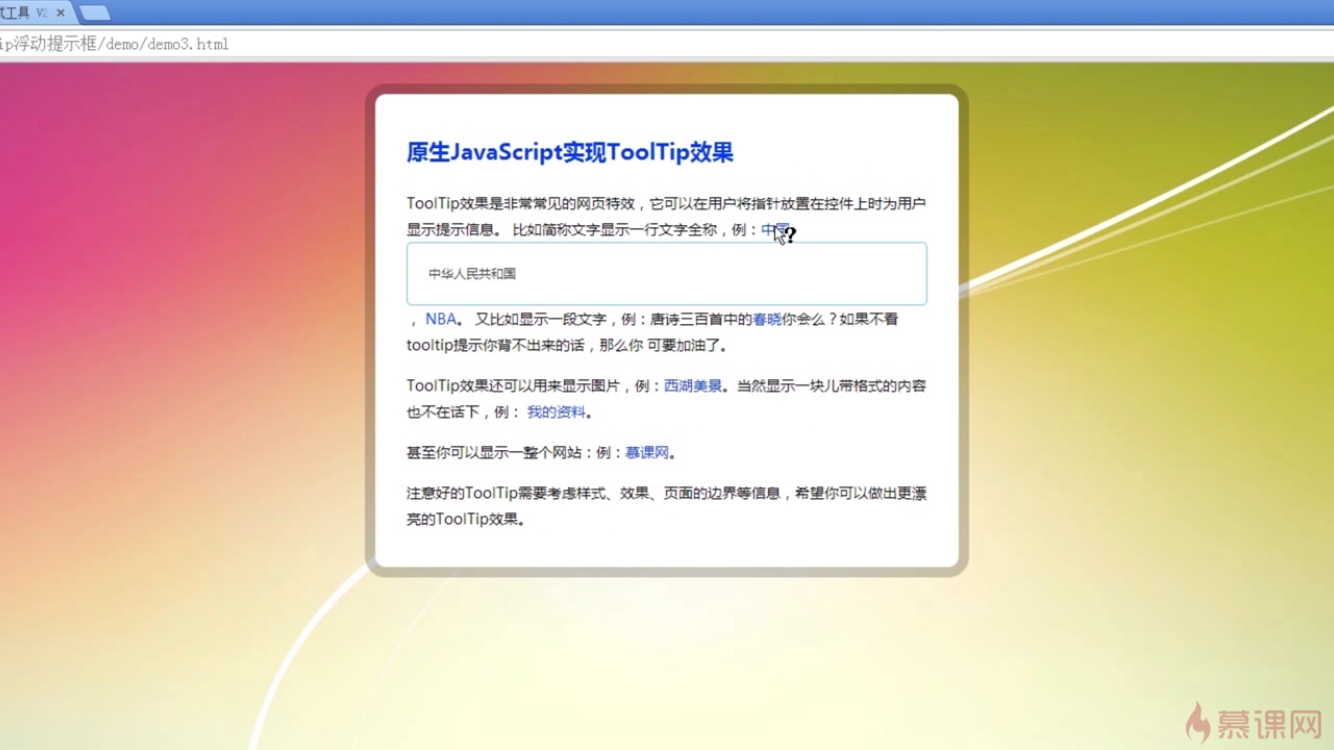 试工具 V2
ip浮动提示框/demo/demo3.html
原生JavaScript实现ToolTip效果
ToolTip效果是非常常见的网页特效，它可以在用户将指针放置在控件上时为用户
显示提示信息。 比如简称文字显示一行文字全称，例：中国
中华人民共和国
， NBA。 又比如显示一段文字，例：唐诗三百首中的春晓你会么？如果不看
tooltip提示你背不出来的话，那么你 可要加油了。
ToolTip效果还可以用来显示图片，例：西湖美景。当然显示一块儿带格式的内容
也不在话下，例： 我的资料。
甚至你可以显示一整个网站：例：慕课网。
注意好的ToolTip需要考虑样式、效果、页面的边界等信息，希望你可以做出更漂
亮的ToolTip效果。
慕课网